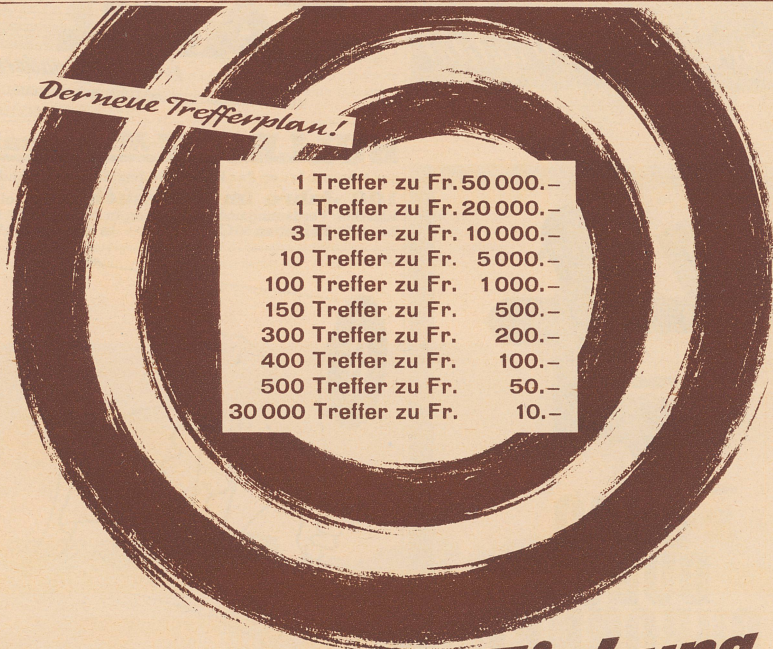 Der neue Trefferplan!
1 Treffer zu Fr. 50 000.–
1 Treffer zu Fr. 20 000.–
3 Treffer zu Fr. 10 000.–
10 Treffer zu Fr. 5 000.–
100 Treffer zu Fr. 1 000.–
150 Treffer zu Fr. 500.–
300 Treffer zu Fr. 200.–
400 Treffer zu Fr. 100.–
500 Treffer zu Fr. 50.–
30 000 Treffer zu Fr. 10.–